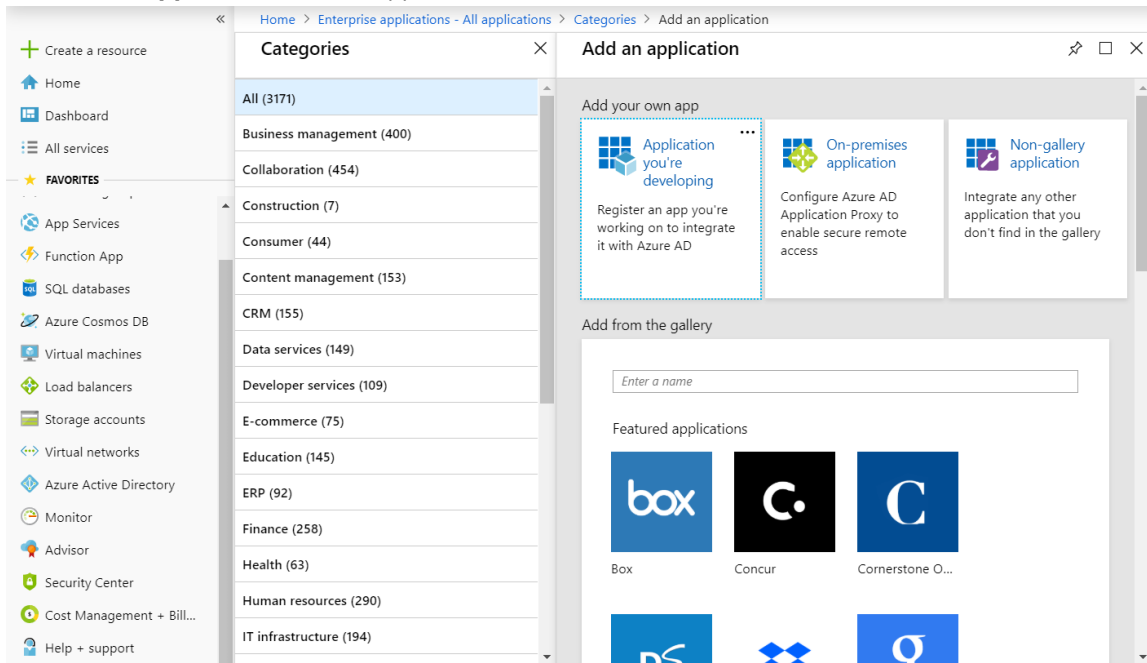 Home > Enterprise applications - All applications > Categories > Add an application
«
Create a resource
Home
Dashboard
All services
FAVORITES
App Services
Function App
SQL databases
Azure Cosmos DB
Virtual machines
Load balancers
Storage accounts
Virtual networks
Azure Active Directory
Monitor
Advisor
Security Center
Cost Management + Bill...
Help + support
Categories
All (3171)
Business management (400)
Collaboration (454)
Construction (7)
Consumer (44)
Content management (153)
CRM (155)
Data services (149)
Developer services (109)
E-commerce (75)
Education (145)
ERP (92)
Finance (258)
Health (63)
Human resources (290)
IT infrastructure (194)
Add an application
Add your own app
...
Application
you're
developing
Register an app you're
working on to integrate
it with Azure AD
On-premises
application
Configure Azure AD
Application Proxy to
enable secure remote
access
Non-gallery
application
Integrate any other
application that you
don't find in the gallery
Add from the gallery
Enter a name
Featured applications
box
C.
C
Box
Concur
Cornerstone O...